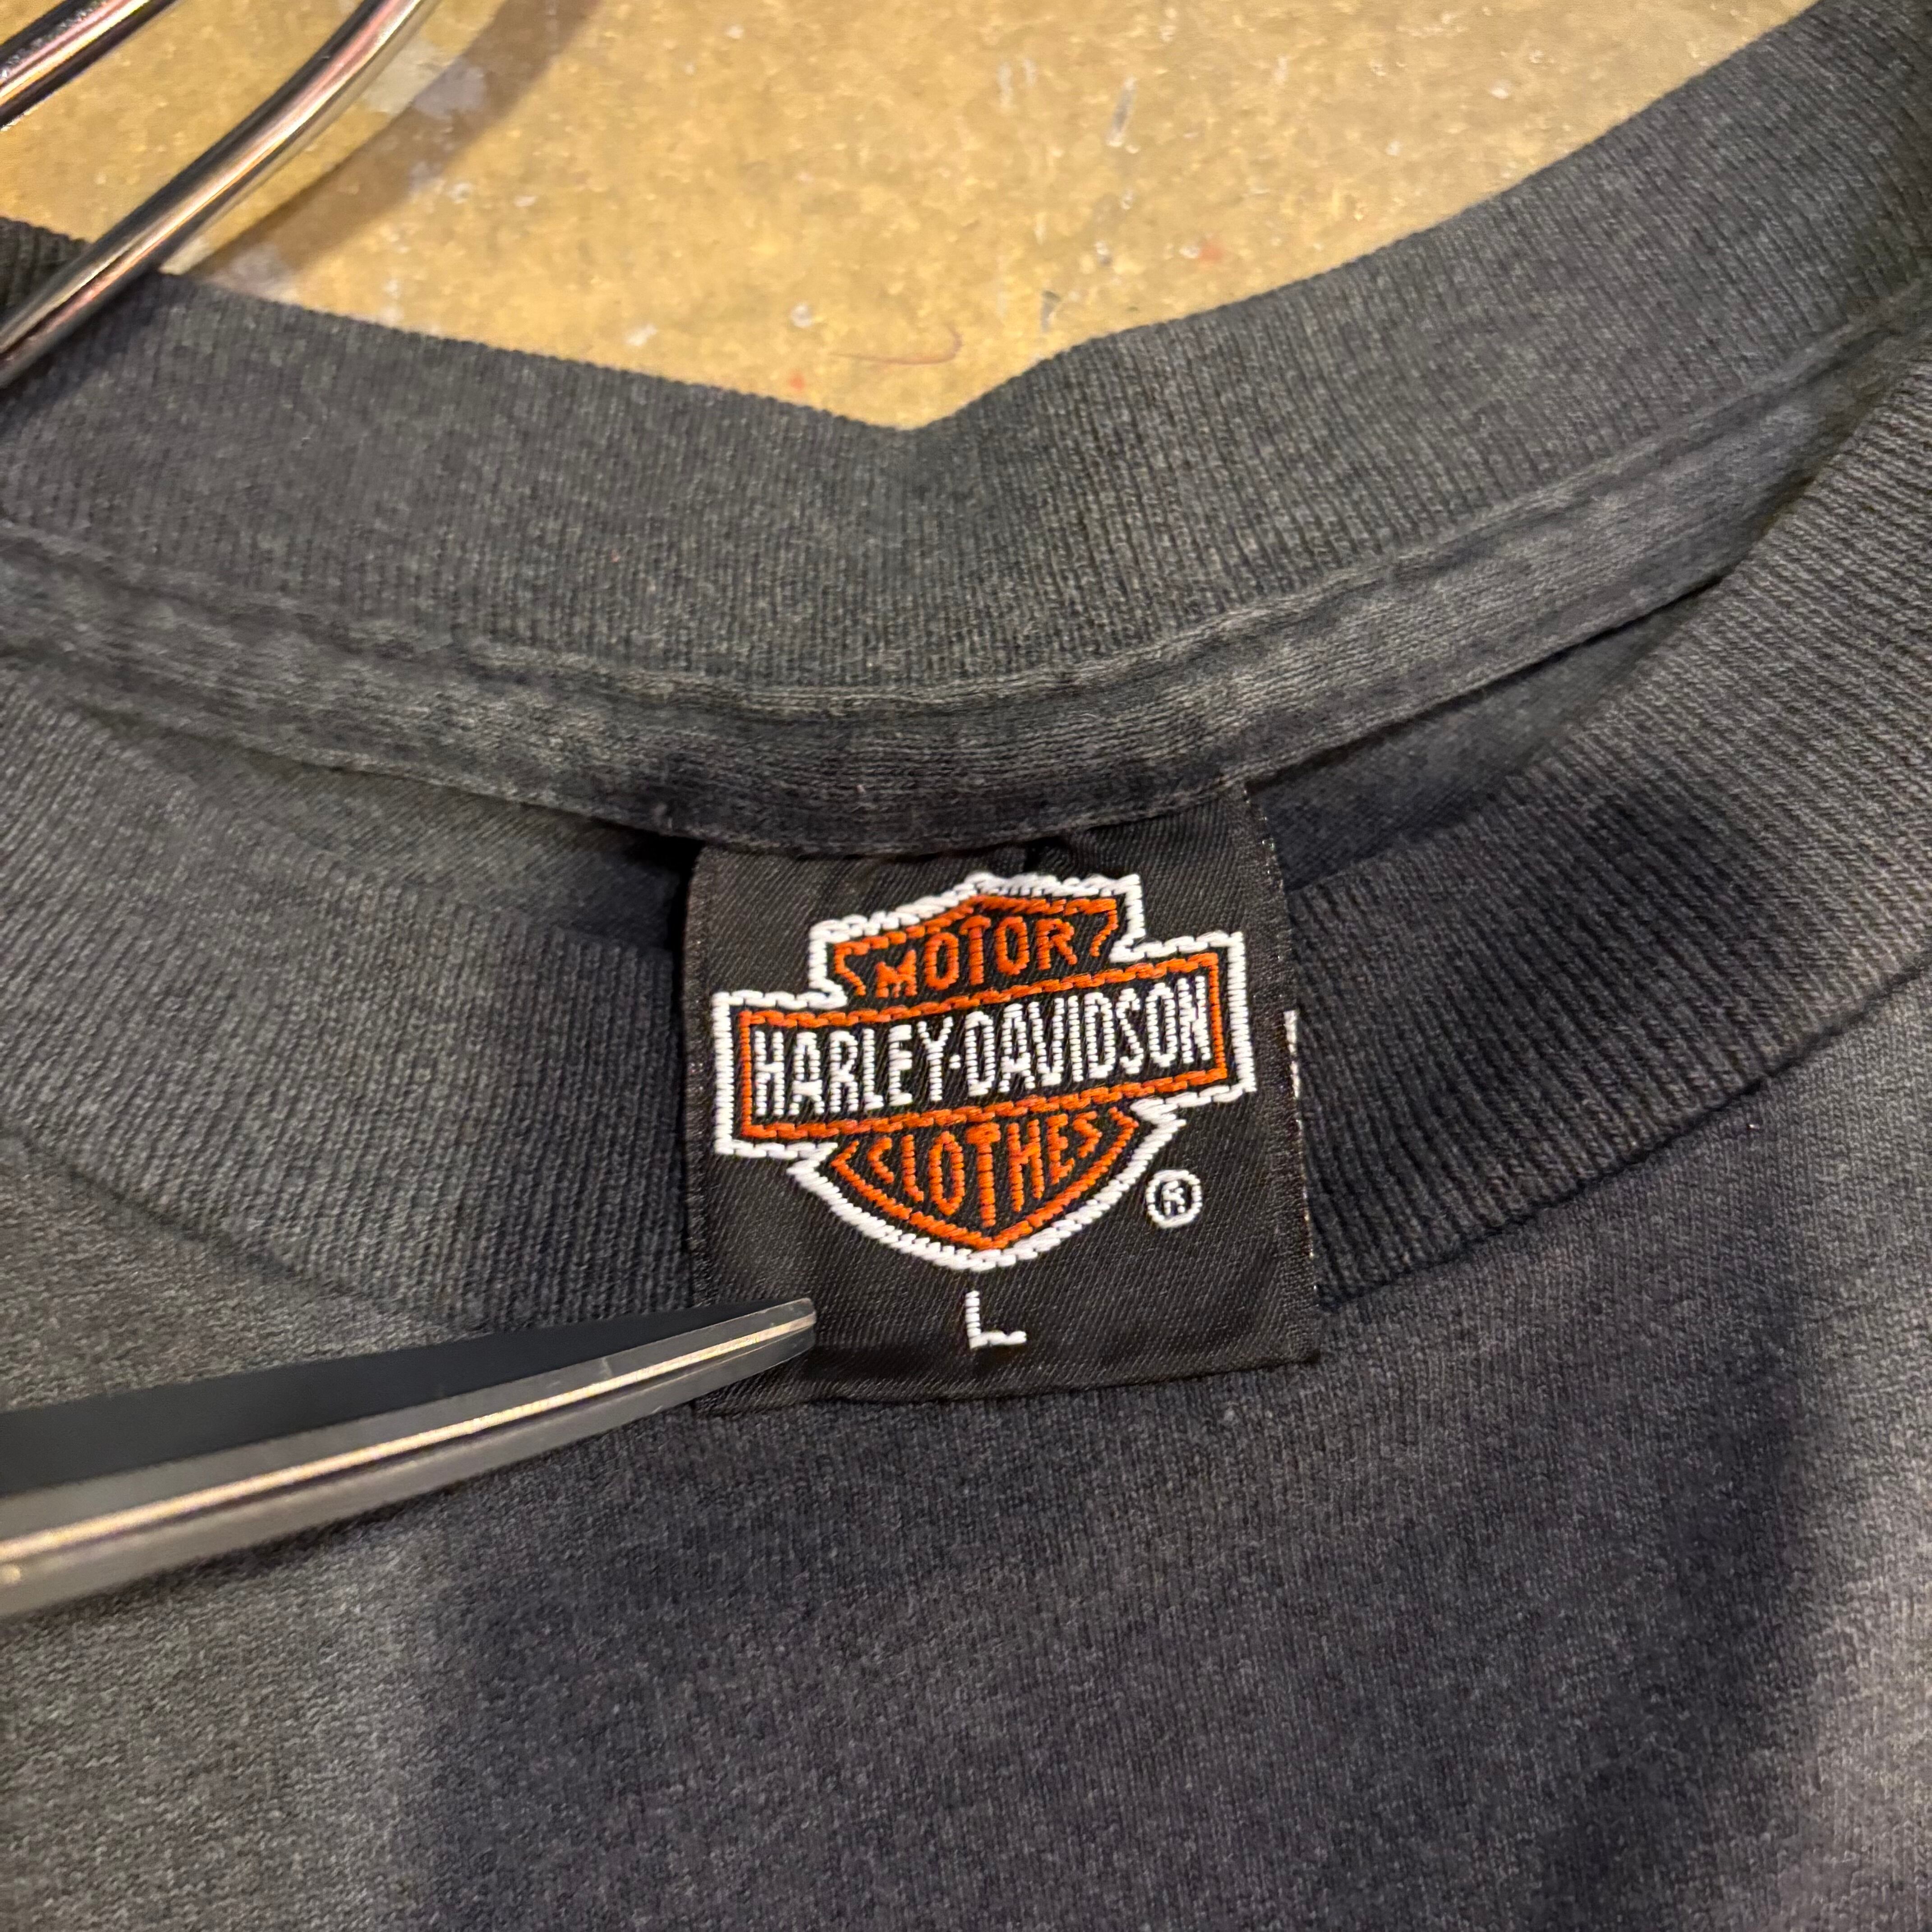 MOTOR
HARLEY-DAVIDSON
CLOTHES
®
L